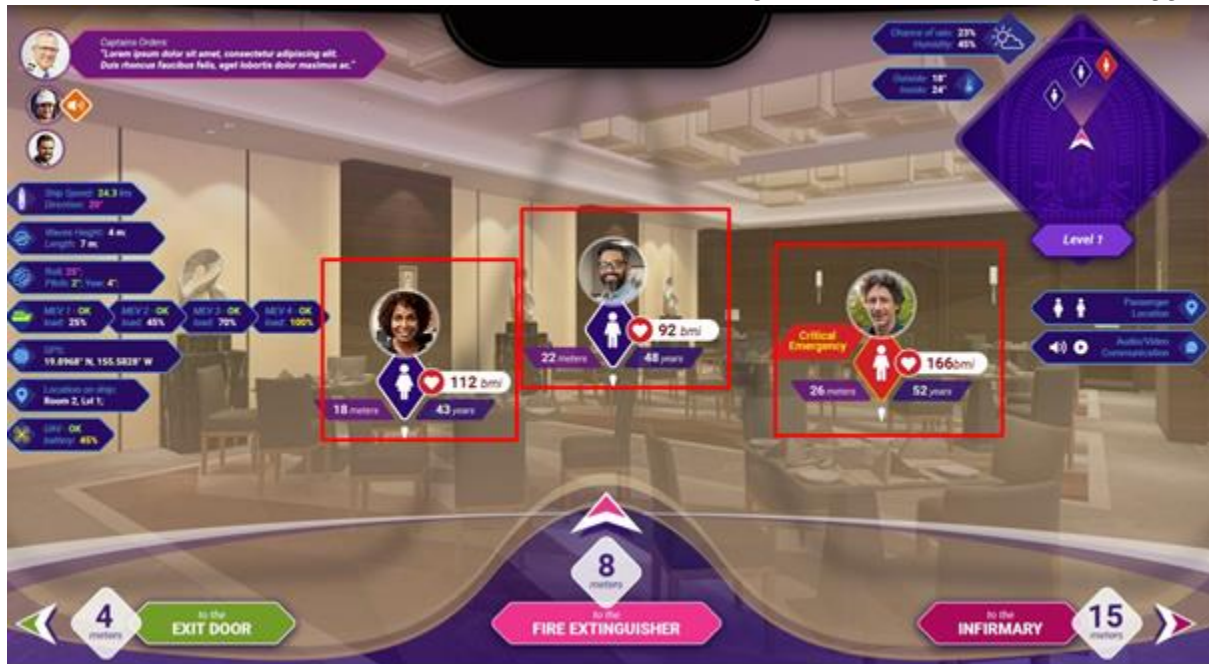 Captains Orders:
"Lorem ipsum dolor sit amet, consectetur adipiscing elit.
Duis rhoncus faucibus felis, eget lobortis dolor maximus ac."
Chance of rain: 23%
Humidity: 45%
Outside: 18°
Inside: 24°
Level 1
Ship Speed: 24.3 kts
Direction: 20°
Waves Height: 4 m;
Length: 7 m;
Roll: 25°;
Pitch: 2°; Yaw: 4°;
MEV 1 - OK
load: 25%
MEV 2 - OK
load: 45%
MEV 3 - OK
load: 70%
MEV 4 - OK
load: 100%
GPS:
19.8968° N, 155.5828° W
Location on ship:
Room 2, Lvl 1;
UAV - OK
battery: 45%
112 bmi
18 meters
43 years
92 bmi
22 meters
48 years
Critical
Emergency
166bmi
26 meters
52 years
Passenger
Location
Audio/Video
Communication
4
meters
to the
EXIT DOOR
8
meters
to the
FIRE EXTINGUISHER
to the
INFIRMARY
15
meters